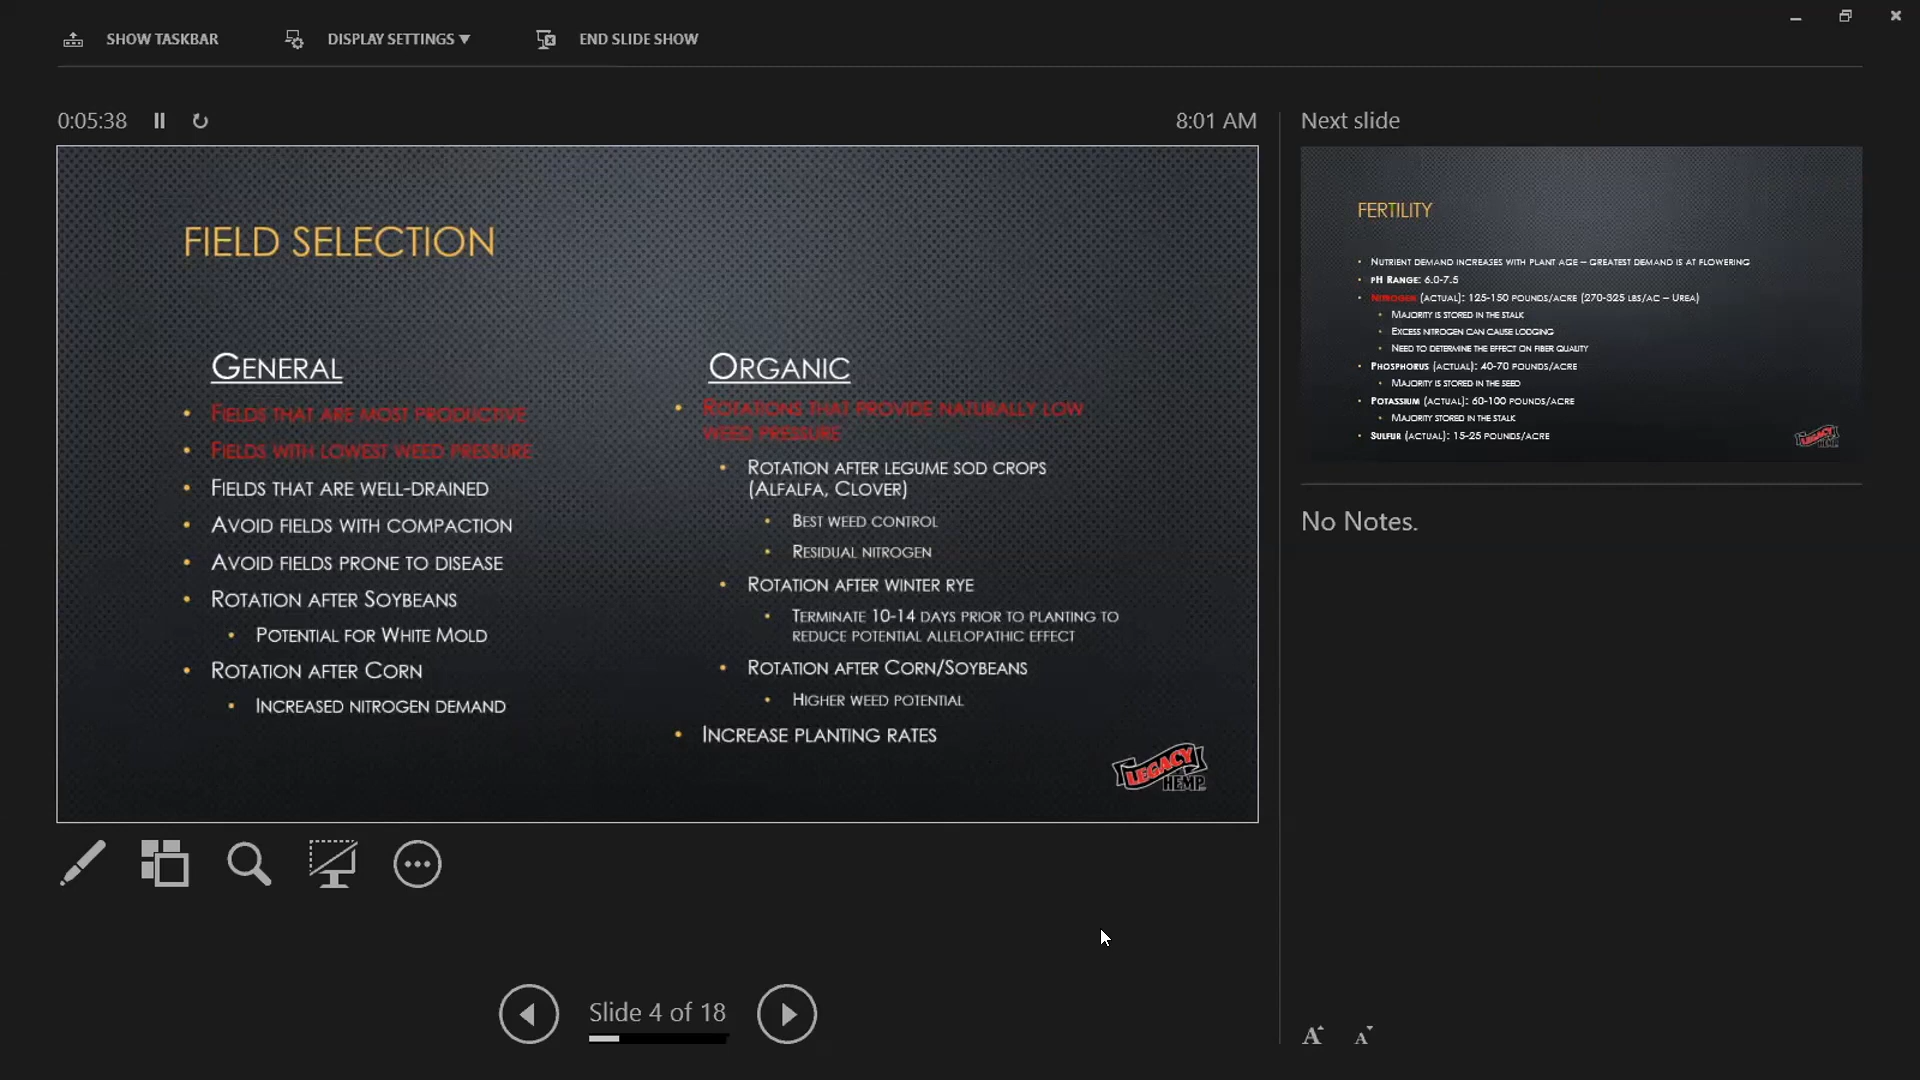 SHOW TASKBAR
DISPLAY SETTINGS ▼
END SLIDE SHOW
0:05:38
8:01 AM
FIELD SELECTION
GENERAL
• FIELDS THAT ARE MOST PRODUCTIVE
• FIELDS WITH LOWEST WEED PRESSURE
• FIELDS THAT ARE WELL-DRAINED
• AVOID FIELDS WITH COMPACTION
• AVOID FIELDS PRONE TO DISEASE
• ROTATION AFTER SOYBEANS
• POTENTIAL FOR WHITE MOLD
• ROTATION AFTER CORN
• INCREASED NITROGEN DEMAND
ORGANIC
• ROTATIONS THAT PROVIDE NATURALLY LOW
WEED PRESSURE
• ROTATION AFTER LEGUME SOD CROPS
(ALFALFA, CLOVER)
• BEST WEED CONTROL
• RESIDUAL NITROGEN
• ROTATION AFTER WINTER RYE
• TERMINATE 10-14 DAYS PRIOR TO PLANTING TO
REDUCE POTENTIAL ALLELOPATHIC EFFECT
• ROTATION AFTER CORN/SOYBEANS
• HIGHER WEED POTENTIAL
• INCREASE PLANTING RATES
LEGACY
HEMP
Slide 4 of 18
Next slide
FERTILITY
• NUTRIENT DEMAND INCREASES WITH PLANT AGE – GREATEST DEMAND IS AT FLOWERING
• PH RANGE: 6.0-7.5
• NITROGEN (ACTUAL): 125-150 POUNDS/ACRE (270-325 LBS/AC – UREA)
• MAJORITY IS STORED IN THE STALK
• EXCESS NITROGEN CAN CAUSE LODGING
• NEED TO DETERMINE THE EFFECT ON FIBER QUALITY
• PHOSPHORUS (ACTUAL): 40-70 POUNDS/ACRE
• MAJORITY IS STORED IN THE SEED
• POTASSIUM (ACTUAL): 60-100 POUNDS/ACRE
• MAJORITY STORED IN THE STALK
• SULFUR (ACTUAL): 15-25 POUNDS/ACRE
LEGACY
HEMP
No Notes.
A A